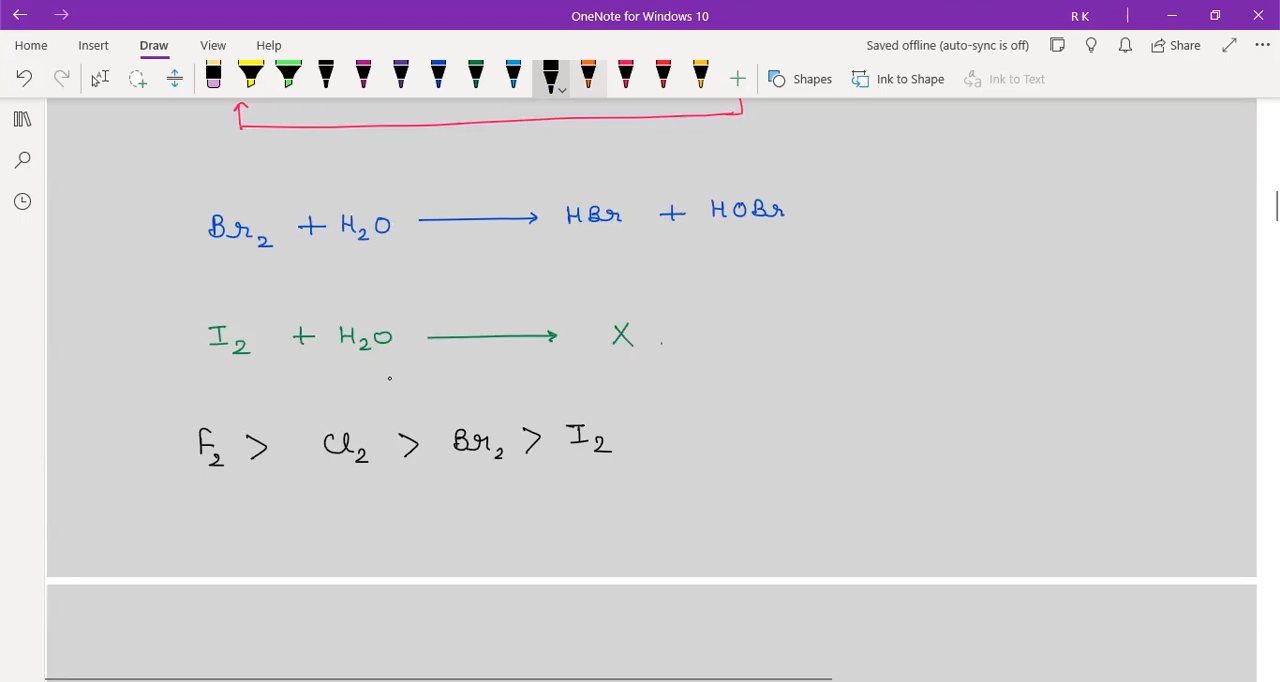 OneNote for Windows 10
R K
Home Insert Draw View Help
Saved offline (auto-sync is off)
Share
Shapes
Ink to Shape
Ink to Text
Br₂ + H₂O ⟶ HBr + HOBr
I₂ + H₂O ⟶ X .
F₂ > Cl₂ > Br₂ > I₂